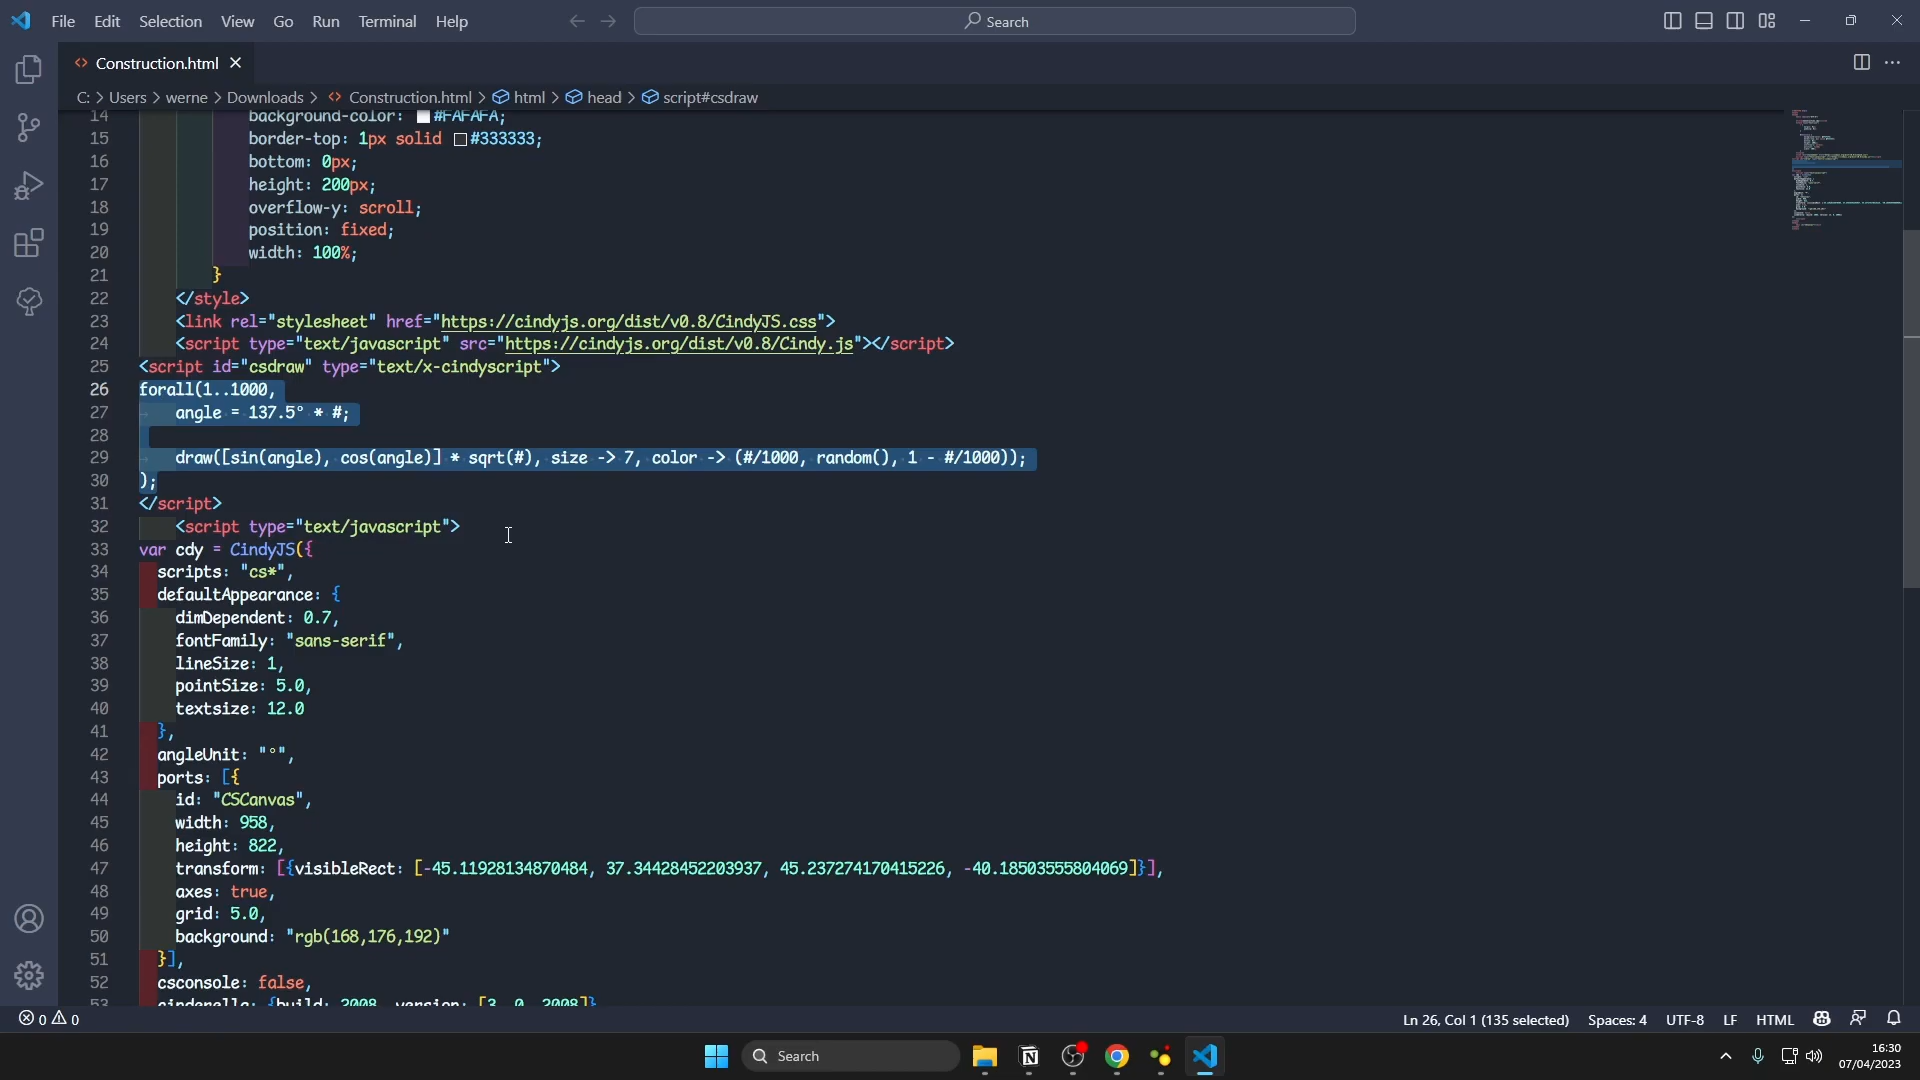 File Edit Selection View Go Run Terminal Help Search
Construction.html
C: > Users > werne > Downloads > Construction.html > html > head > script#csdraw
14 background-color: #FAFAFA;
15 border-top: 1px solid #333333;
16 bottom: 0px;
17 height: 200px;
18 overflow-y: scroll;
19 position: fixed;
20 width: 100%;
21 }
22 </style>
23 <link rel="stylesheet" href="https://cindyjs.org/dist/v0.8/CindyJS.css">
24 <script type="text/javascript" src="https://cindyjs.org/dist/v0.8/Cindy.js"></script>
25 <script id="csdraw" type="text/x-cindyscript">
26 forall(1..1000,
27 angle = 137.5° * #;
28
29 draw([sin(angle), cos(angle)] * sqrt(#), size -> 7, color -> (#/1000, random(), 1 - #/1000));
30 );
31 </script>
32 <script type="text/javascript">
33 var cdy = CindyJS({
34 scripts: "cs*",
35 defaultAppearance: {
36 dimDependent: 0.7,
37 fontFamily: "sans-serif",
38 lineSize: 1,
39 pointSize: 5.0,
40 textsize: 12.0
41 },
42 angleUnit: "°",
43 ports: [{
44 id: "CSCanvas",
45 width: 958,
46 height: 822,
47 transform: [{visibleRect: [-45.11928134870484, 37.34428452203937, 45.237274170415226, -40.18503555804069]}],
48 axes: true,
49 grid: 5.0,
50 background: "rgb(168,176,192)"
51 }],
52 csconsole: false,
53 cinderella: {build: 2008, version: [3, 0, 2008]}
0 0 Ln 26, Col 1 (135 selected) Spaces: 4 UTF-8 LF HTML
Search 16:30
07/04/2023